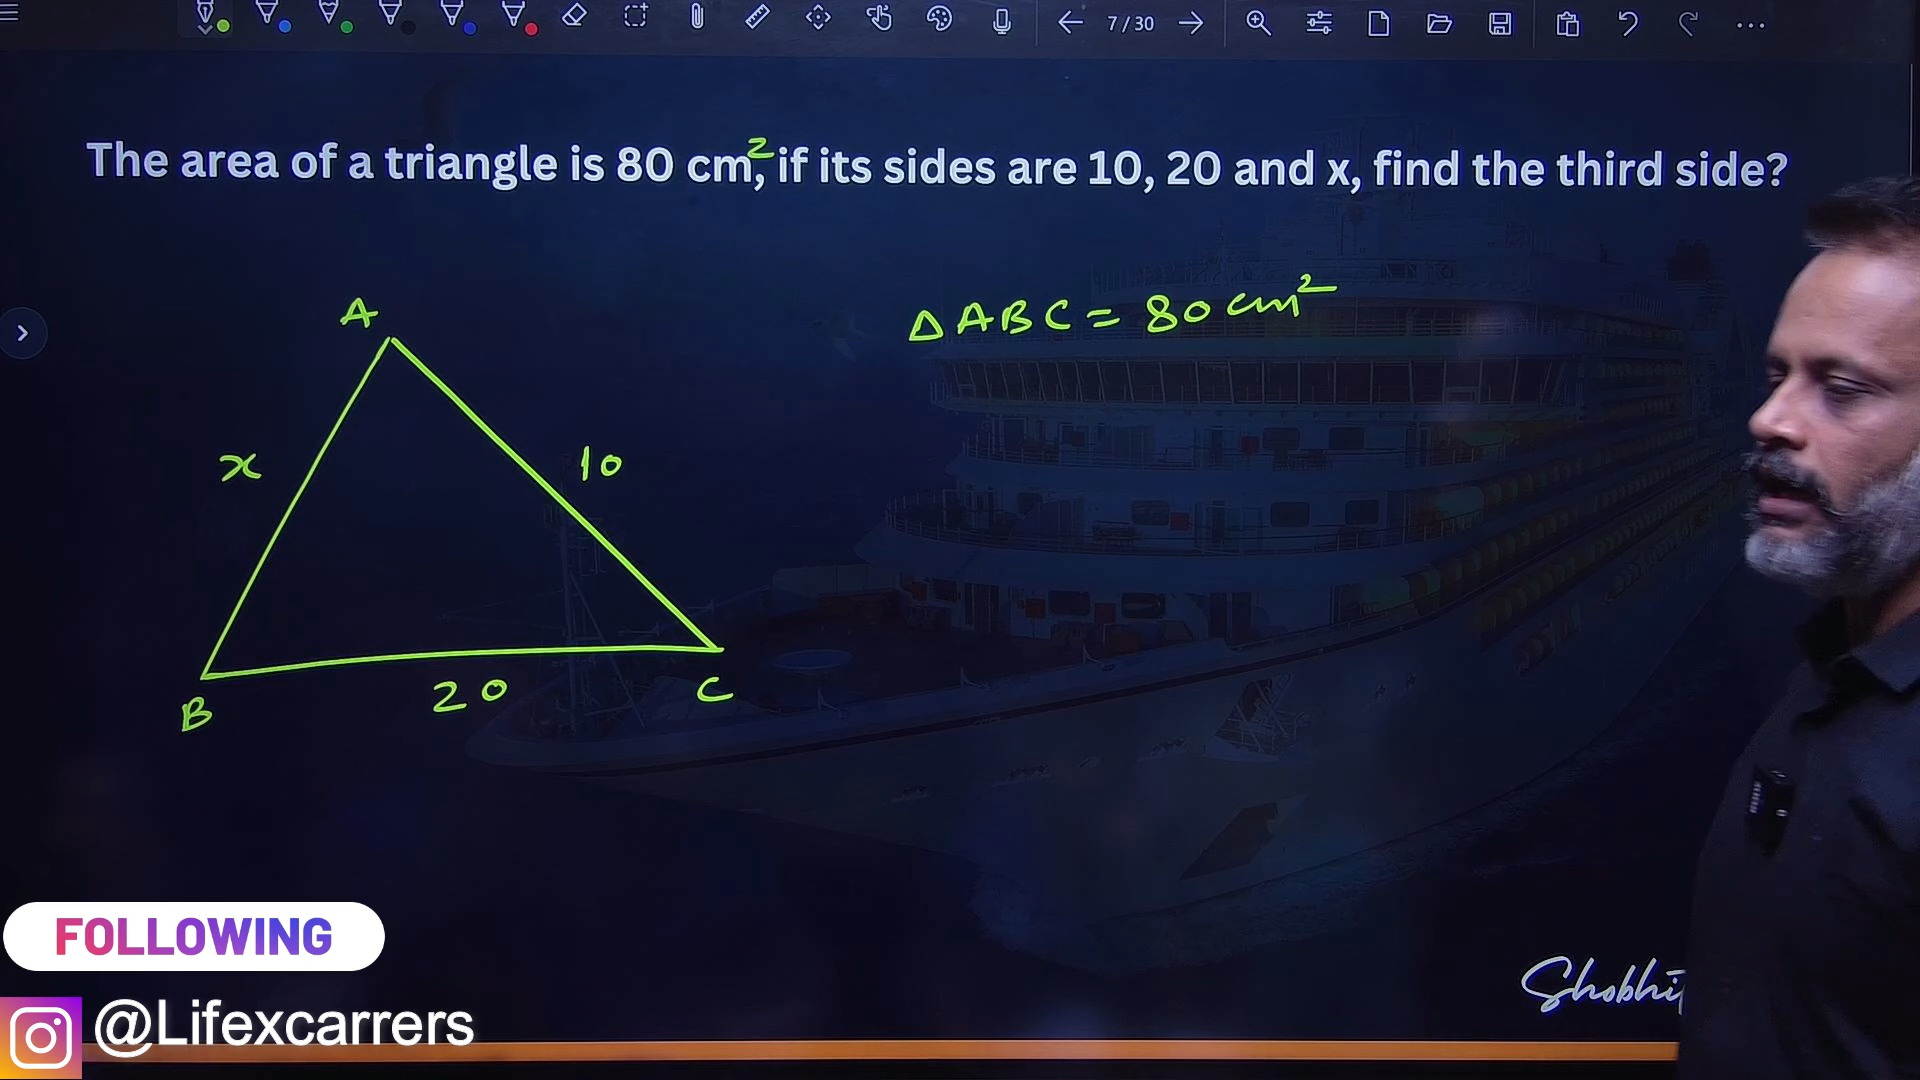 7 / 30
The area of a triangle is 80 cm², if its sides are 10, 20 and x, find the third side?
A
△ABC = 80 cm²
x
10
20
B
C
FOLLOWING
@Lifexcarrers